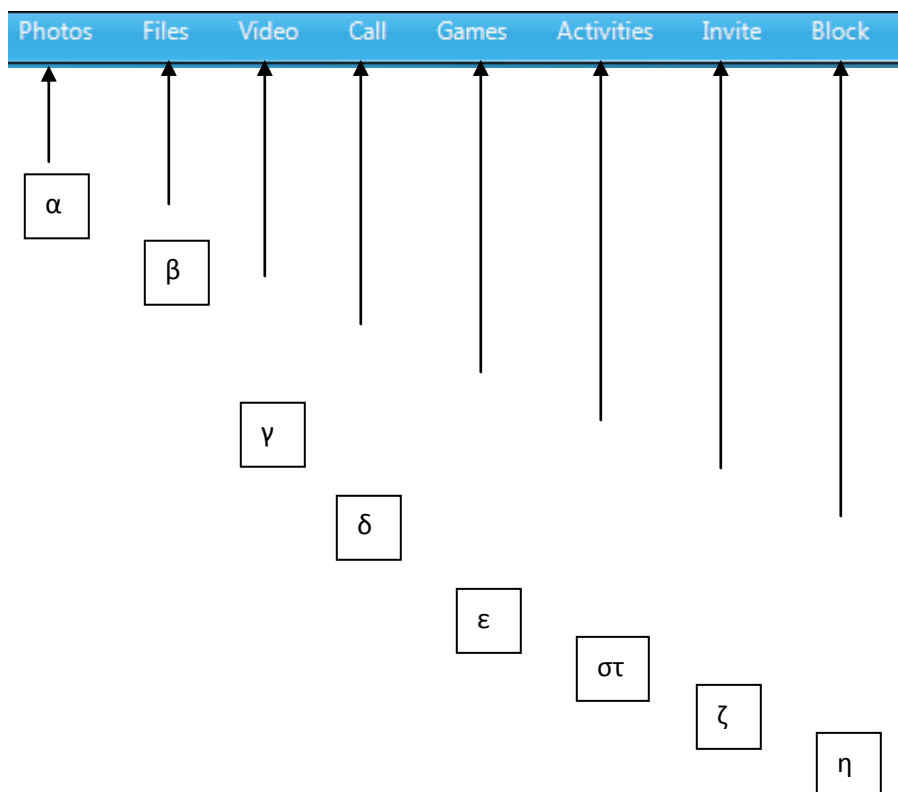 Photos Files Video Call Games Activities Invite Block
α
β
γ
δ
ε
στ
ζ
η